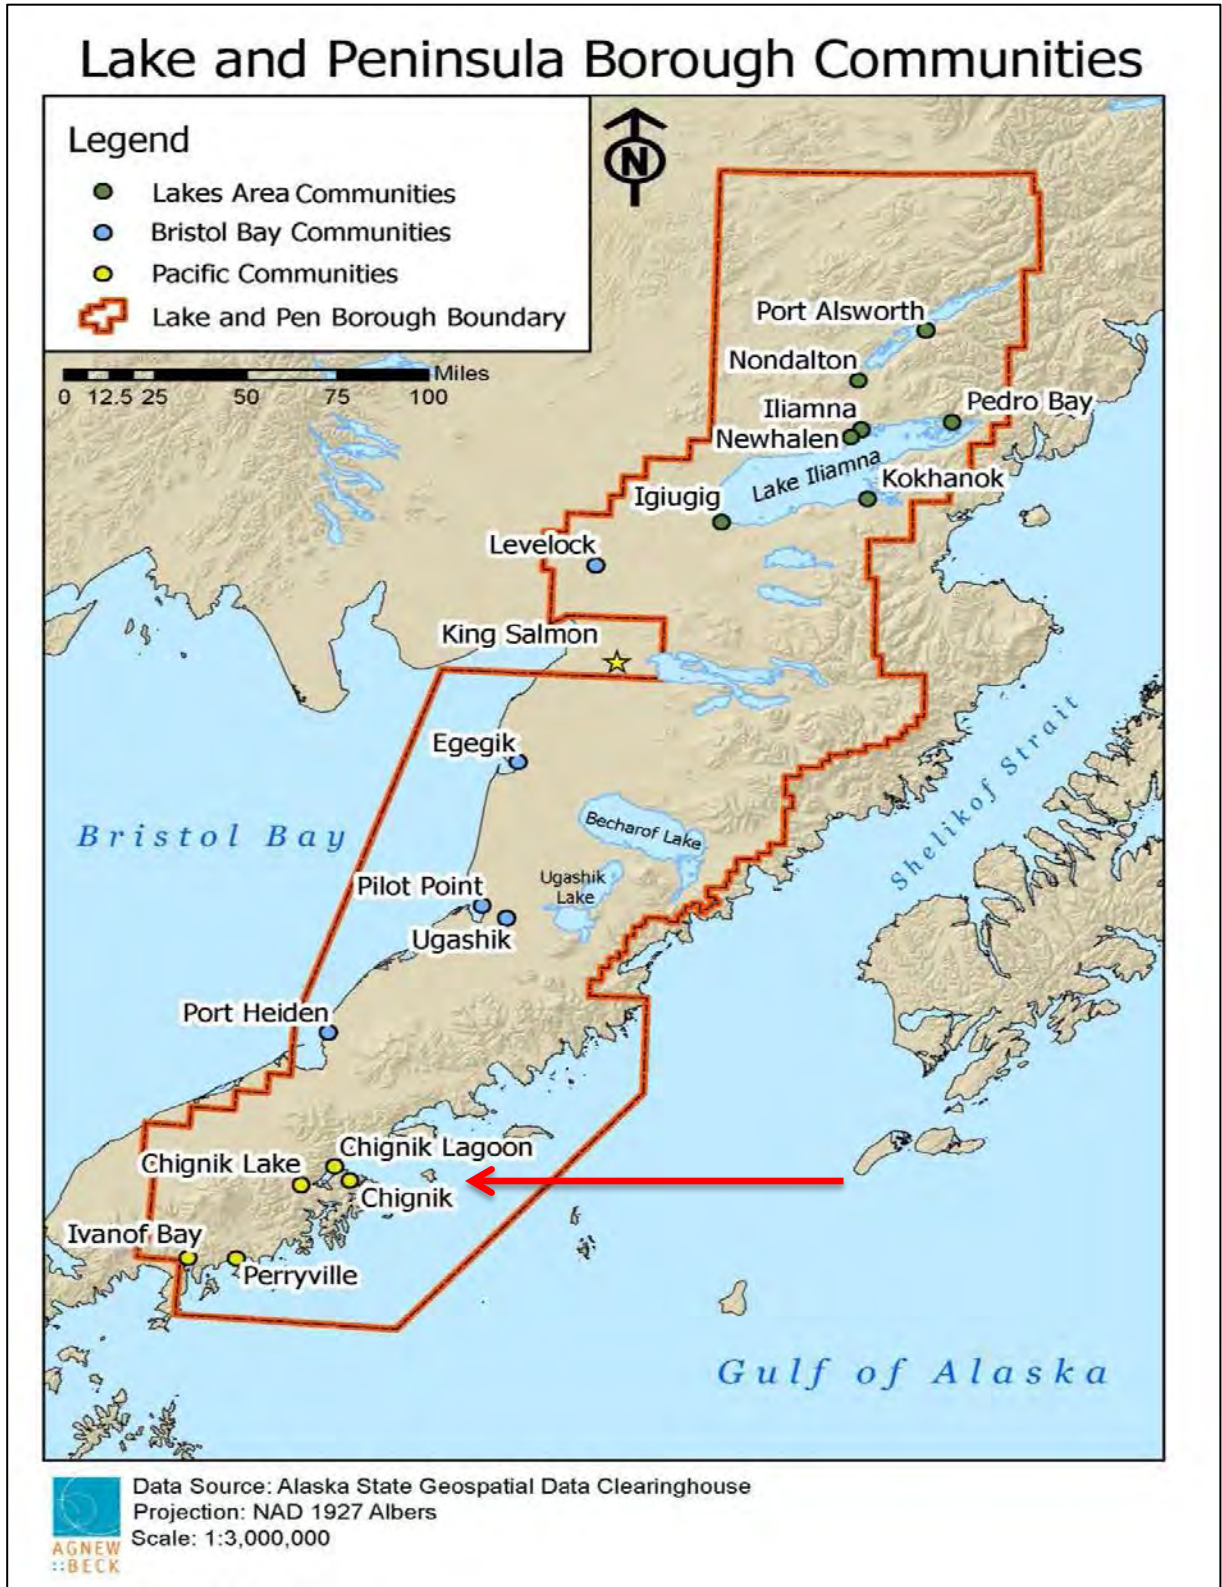 Lake and Peninsula Borough Communities
Legend
Lakes Area Communities
Bristol Bay Communities
Pacific Communities
Lake and Pen Borough Boundary
N
Miles
0 12.5 25 50 75 100
Port Alsworth
Nondalton
Iliamna
Pedro Bay
Newhalen
Lake Iliamna
Kokhanok
Igiugig
Levelock
King Salmon
Egegik
Shelikof Strait
Bristol Bay
Becharof Lake
Ugashik
Lake
Pilot Point
Ugashik
Port Heiden
Chignik Lagoon
Chignik Lake
Chignik
Ivanof Bay
Perryville
Gulf of Alaska
Data Source: Alaska State Geospatial Data Clearinghouse
Projection: NAD 1927 Albers
Scale: 1:3,000,000
AGNEW
::BECK